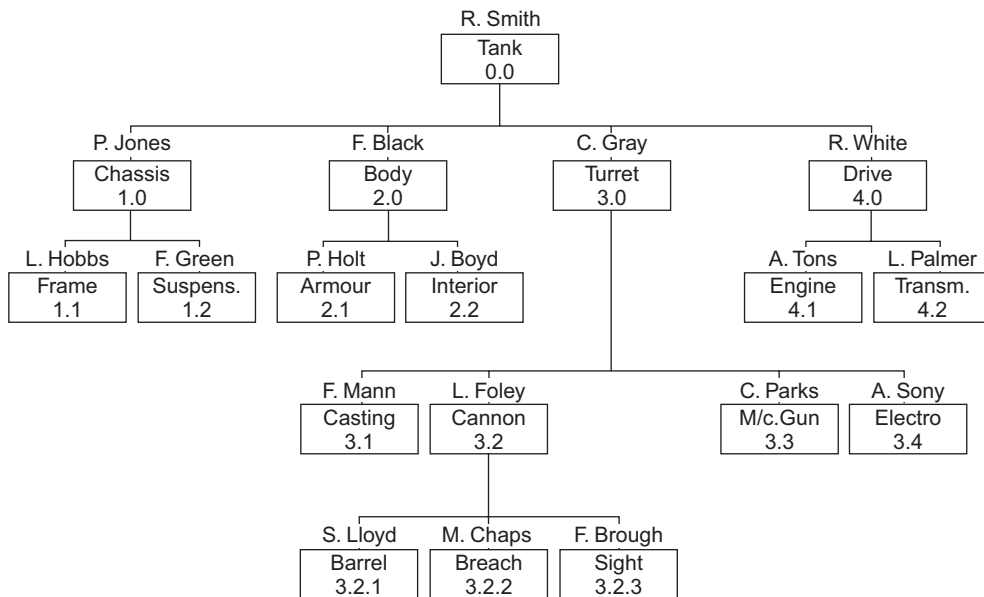 R. Smith
Tank
0.0
P. Jones
Chassis
1.0
F. Black
Body
2.0
C. Gray
Turret
3.0
R. White
Drive
4.0
L. Hobbs
Frame
1.1
F. Green
Suspens.
1.2
P. Holt
Armour
2.1
J. Boyd
Interior
2.2
A. Tons
Engine
4.1
L. Palmer
Transm.
4.2
F. Mann
Casting
3.1
L. Foley
Cannon
3.2
C. Parks
M/c.Gun
3.3
A. Sony
Electro
3.4
S. Lloyd
Barrel
3.2.1
M. Chaps
Breach
3.2.2
F. Brough
Sight
3.2.3